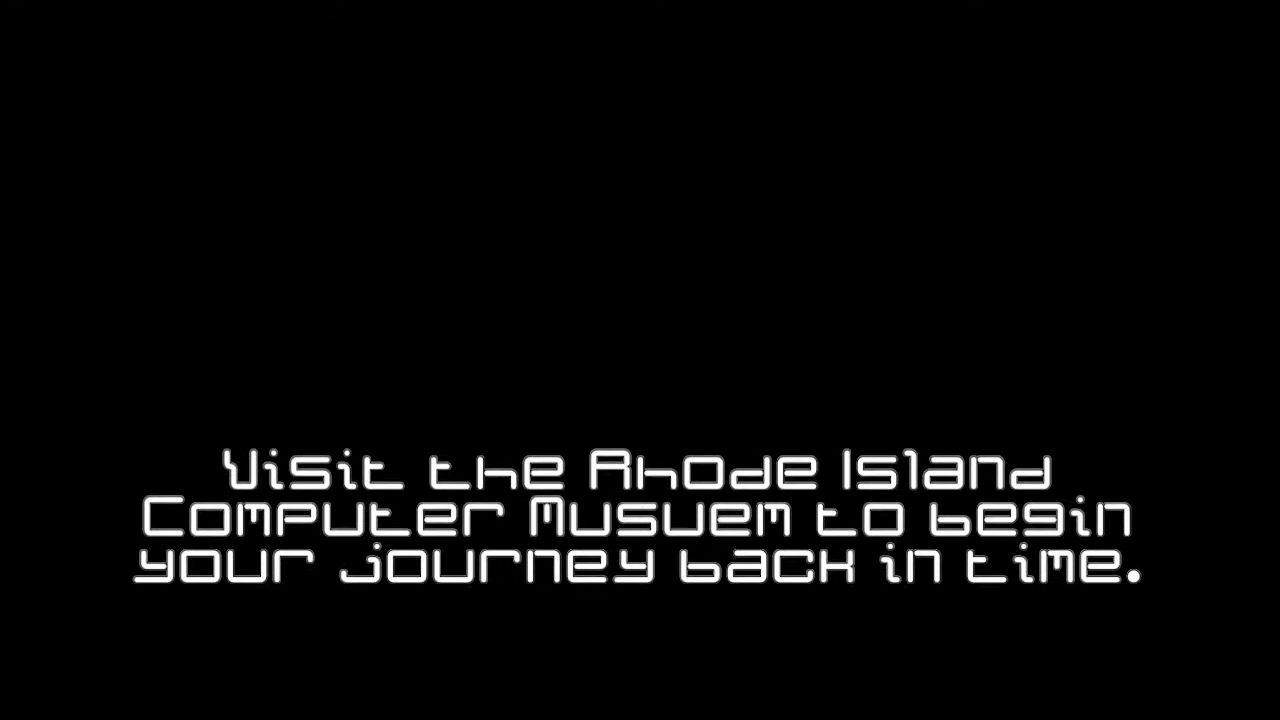 Visit the Rhode Island
Computer Musuem to begin
your journey back in time.